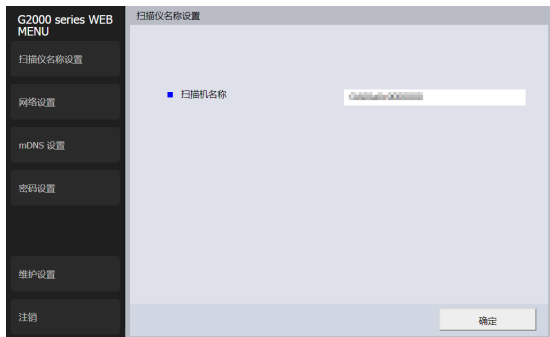 G2000 series WEB
MENU
扫描仪名称设置
网络设置
mDNS 设置
密码设置
维护设置
注销
扫描仪名称设置
扫描机名称
确定